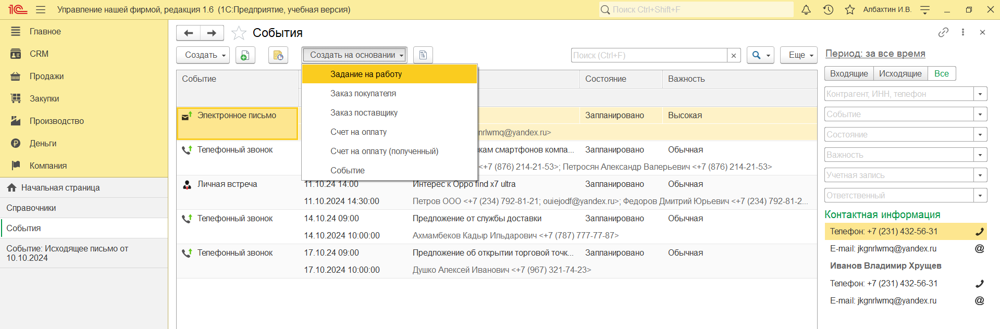 1С Управление нашей фирмой, редакция 1.6 (1С:Предприятие, учебная версия)
Поиск Ctrl+Shift+F
Албахтин И.В.
Главное
CRM
Продажи
Закупки
Производство
Деньги
Компания
Начальная страница
Справочники
События
Событие: Исходящее письмо от
10.10.2024
События
Создать
Создать на основании
Поиск (Ctrl+F)
Еще
Задание на работу
Заказ покупателя
Заказ поставщику
Счет на оплату
Счет на оплату (полученный)
Событие
Событие Состояние Важность
Электронное письмо Запланировано Высокая
nrlwmq@yandex.ru>
Телефонный звонок кам смартфонов компа... Запланировано Обычная
<+7 (876) 214-21-53>; Петросян Александр Валерьевич <+7 (876) 214-21-53>
Личная встреча 11.10.24 14:00 Интерес к Oppo find x7 ultra Запланировано Обычная
11.10.2024 14:30:00 Петров ООО <+7 (234) 792-81-21; ouiejodf@yandex.ru>; Федоров Дмитрий Юрьевич <+7 (234) 792-81-2...
Телефонный звонок 14.10.24 09:00 Предложение от службы доставки Запланировано Обычная
14.10.2024 10:00:00 Ахмамбеков Кадыр Ильдарович <+7 (787) 777-77-87>
Телефонный звонок 17.10.24 09:00 Предложение об открытии торговой точк... Запланировано Обычная
17.10.2024 10:00:00 Душко Алексей Иванович <+7 (967) 321-74-23>
Период: за все время
Входящие Исходящие Все
Контрагент, ИНН, телефон
Событие
Состояние
Важность
Учетная запись
Ответственный
Контактная информация
Телефон: +7 (231) 432-56-31
E-mail: jkgnrlwmq@yandex.ru
Иванов Владимир Хрущев
Телефон: +7 (231) 432-56-31
E-mail: jkgnrlwmq@yandex.ru